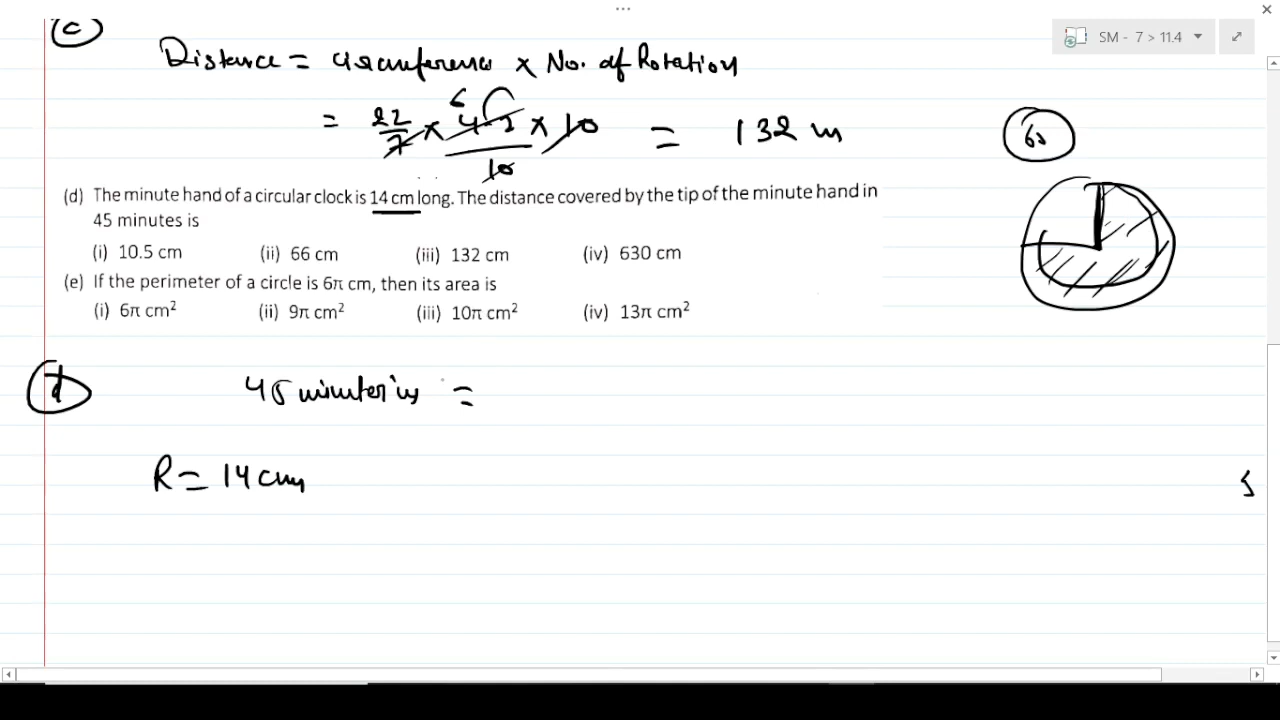 SM - 7 > 11.4
(c)
Distance = circumference x No. of Rotation
= 22/7 x 4.2/10 x 10 = 132 m
6
60
(d) The minute hand of a circular clock is 14 cm long. The distance covered by the tip of the minute hand in
45 minutes is
(i) 10.5 cm (ii) 66 cm (iii) 132 cm (iv) 630 cm
(e) If the perimeter of a circle is 6π cm, then its area is
(i) 6π cm² (ii) 9π cm² (iii) 10π cm² (iv) 13π cm²
(d) 45 minutes is =
R = 14 cm